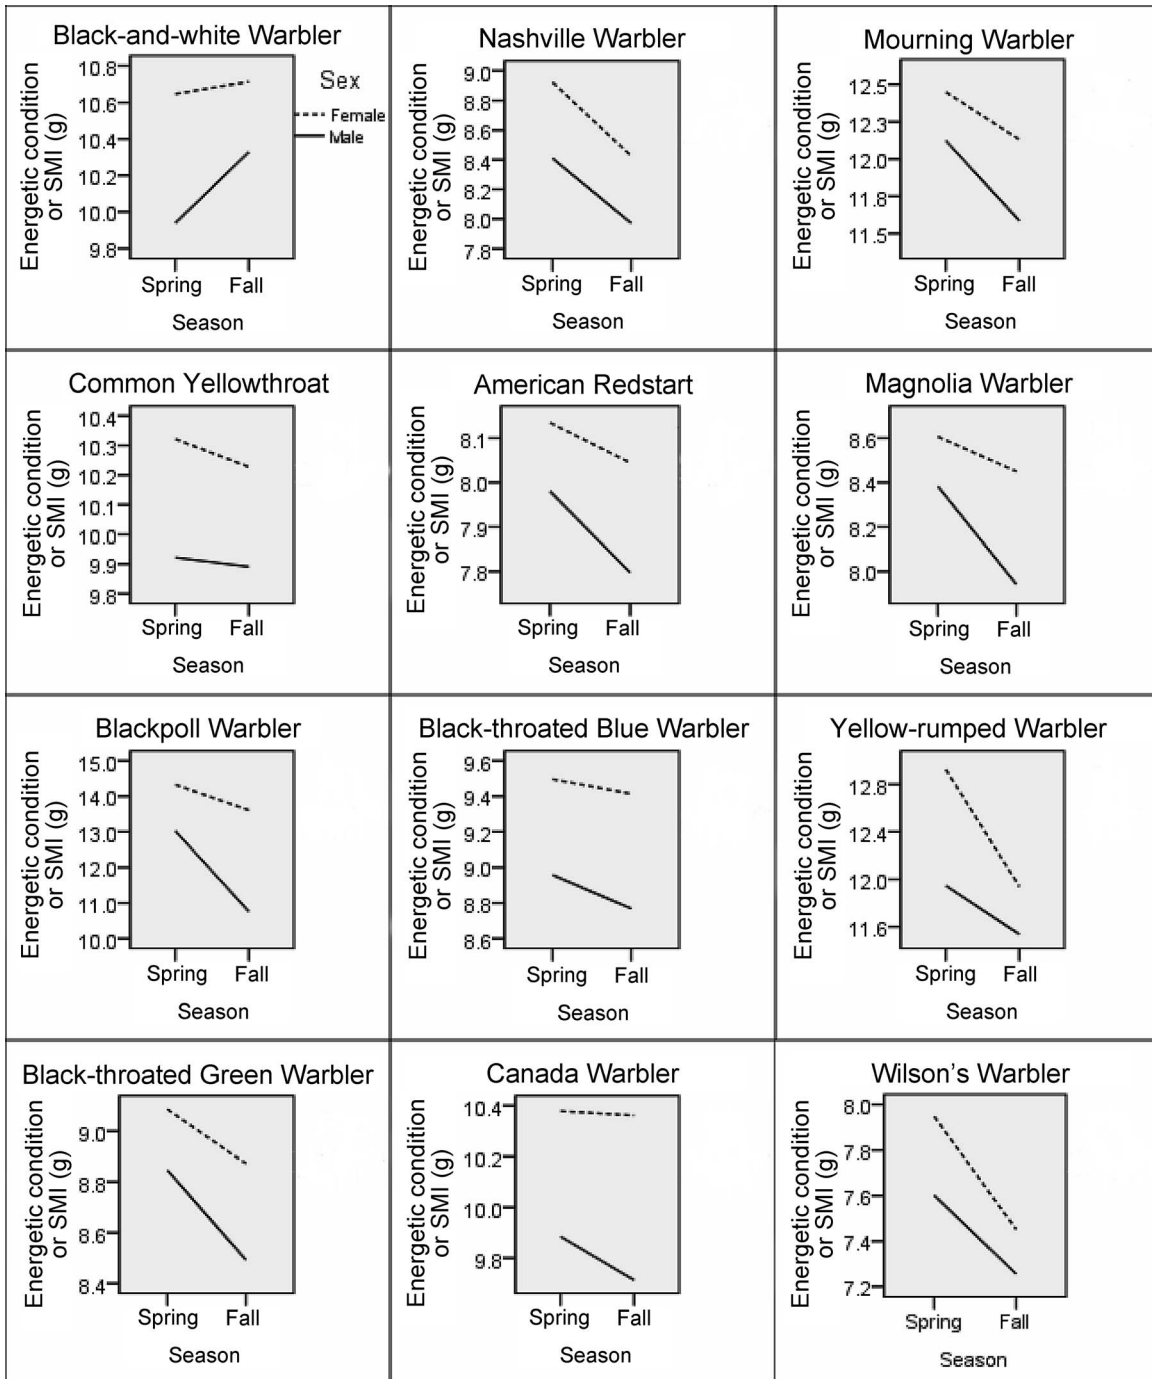 Black-and-white Warbler
Energetic condition
or SMI (g)
10.8
10.6
10.4
10.2
10.0
9.8
Sex
Female
Male
Spring Fall
Season
Nashville Warbler
Energetic condition
or SMI (g)
9.0
8.8
8.6
8.4
8.2
8.0
7.8
Spring Fall
Season
Mourning Warbler
Energetic condition
or SMI (g)
12.5
12.3
12.0
11.8
11.5
Spring Fall
Season
Common Yellowthroat
Energetic condition
or SMI (g)
10.4
10.3
10.2
10.1
10.0
9.9
9.8
Spring Fall
Season
American Redstart
Energetic condition
or SMI (g)
8.1
8.0
7.9
7.8
Spring Fall
Season
Magnolia Warbler
Energetic condition
or SMI (g)
8.6
8.4
8.2
8.0
Spring Fall
Season
Blackpoll Warbler
Energetic condition
or SMI (g)
15.0
14.0
13.0
12.0
11.0
10.0
Spring Fall
Season
Black-throated Blue Warbler
Energetic condition
or SMI (g)
9.6
9.4
9.2
9.0
8.8
8.6
Spring Fall
Season
Yellow-rumped Warbler
Energetic condition
or SMI (g)
12.8
12.4
12.0
11.6
Spring Fall
Season
Black-throated Green Warbler
Energetic condition
or SMI (g)
9.0
8.8
8.6
8.4
Spring Fall
Season
Canada Warbler
Energetic condition
or SMI (g)
10.4
10.2
10.0
9.8
Spring Fall
Season
Wilson's Warbler
Energetic condition
or SMI (g)
8.0
7.8
7.6
7.4
7.2
Spring Fall
Season